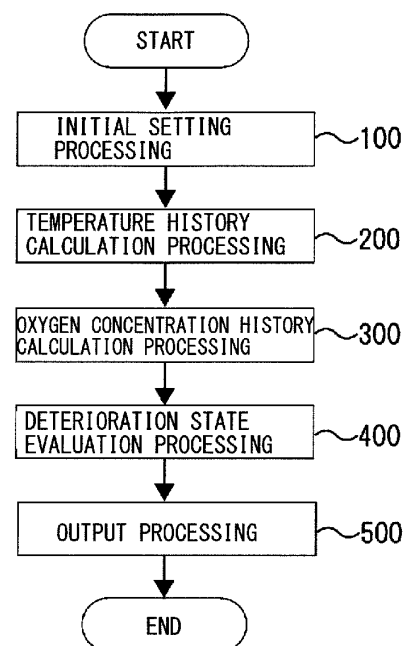 START
INITIAL SETTING
PROCESSING
100
TEMPERATURE HISTORY
CALCULATION PROCESSING
200
OXYGEN CONCENTRATION HISTORY
CALCULATION PROCESSING
300
DETERIORATION STATE
EVALUATION PROCESSING
400
OUTPUT PROCESSING
500
END